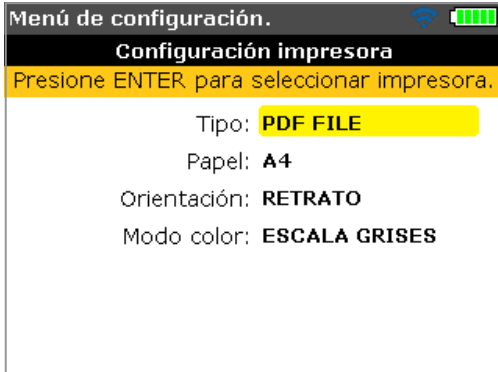 Menú de configuración.
Configuración impresora
Presione ENTER para seleccionar impresora.
Tipo: PDF FILE
Papel: A4
Orientación: RETRATO
Modo color: ESCALA GRISES